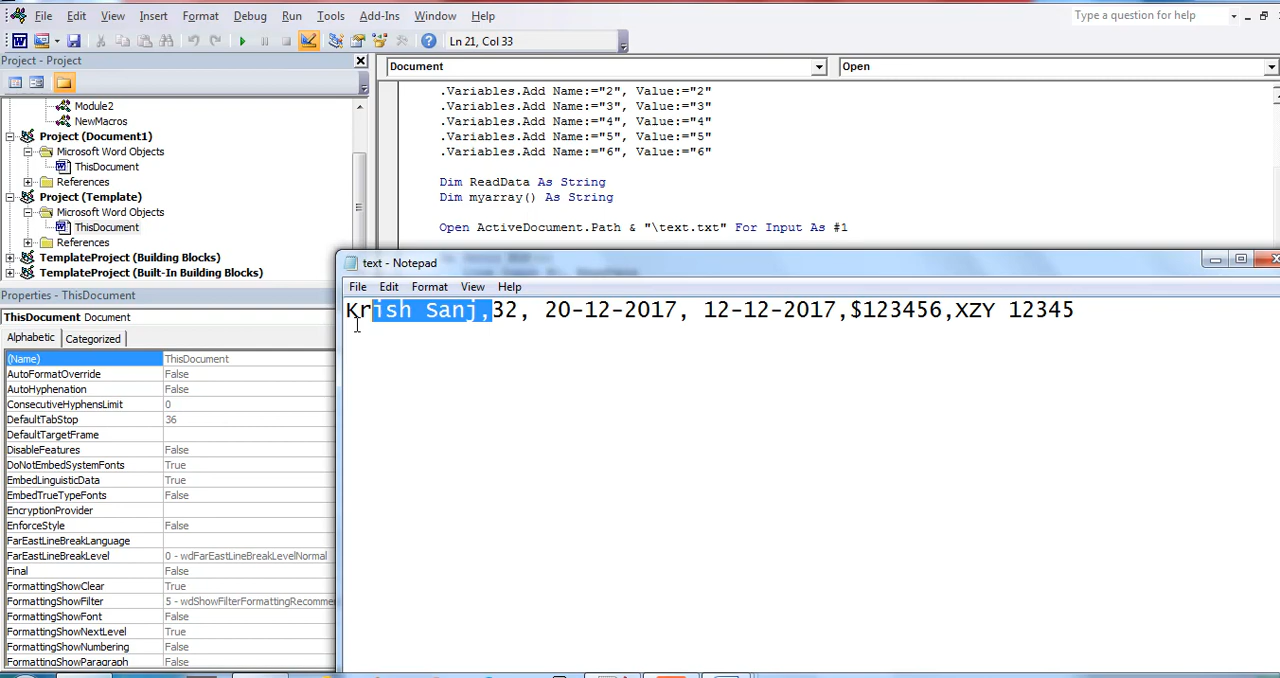 File Edit View Insert Format Debug Run Tools Add-Ins Window Help Type a question for help
Ln 21, Col 33
Project - Project
Document Open
Module2
NewMacros
Project (Document1)
Microsoft Word Objects
ThisDocument
References
Project (Template)
Microsoft Word Objects
ThisDocument
References
TemplateProject (Building Blocks)
TemplateProject (Built-In Building Blocks)
.Variables.Add Name:="2", Value:="2"
.Variables.Add Name:="3", Value:="3"
.Variables.Add Name:="4", Value:="4"
.Variables.Add Name:="5", Value:="5"
.Variables.Add Name:="6", Value:="6"
Dim ReadData As String
Dim myarray() As String
Open ActiveDocument.Path & "\text.txt" For Input As #1
Properties - ThisDocument
ThisDocument Document
Alphabetic Categorized
(Name) ThisDocument
AutoFormatOverride False
AutoHyphenation False
ConsecutiveHyphensLimit 0
DefaultTabStop 36
DefaultTargetFrame
DisableFeatures False
DoNotEmbedSystemFonts True
EmbedLinguisticData True
EmbedTrueTypeFonts False
EncryptionProvider
EnforceStyle False
FarEastLineBreakLanguage
FarEastLineBreakLevel 0 - wdFarEastLineBreakLevelNormal
Final False
FormattingShowClear True
FormattingShowFilter 5 - wdShowFilterFormattingRecomme
FormattingShowFont False
FormattingShowNextLevel True
FormattingShowNumbering False
FormattingShowParagraph False
text - Notepad
File Edit Format View Help
Krish Sanj,32, 20-12-2017, 12-12-2017,$123456,XZY 12345